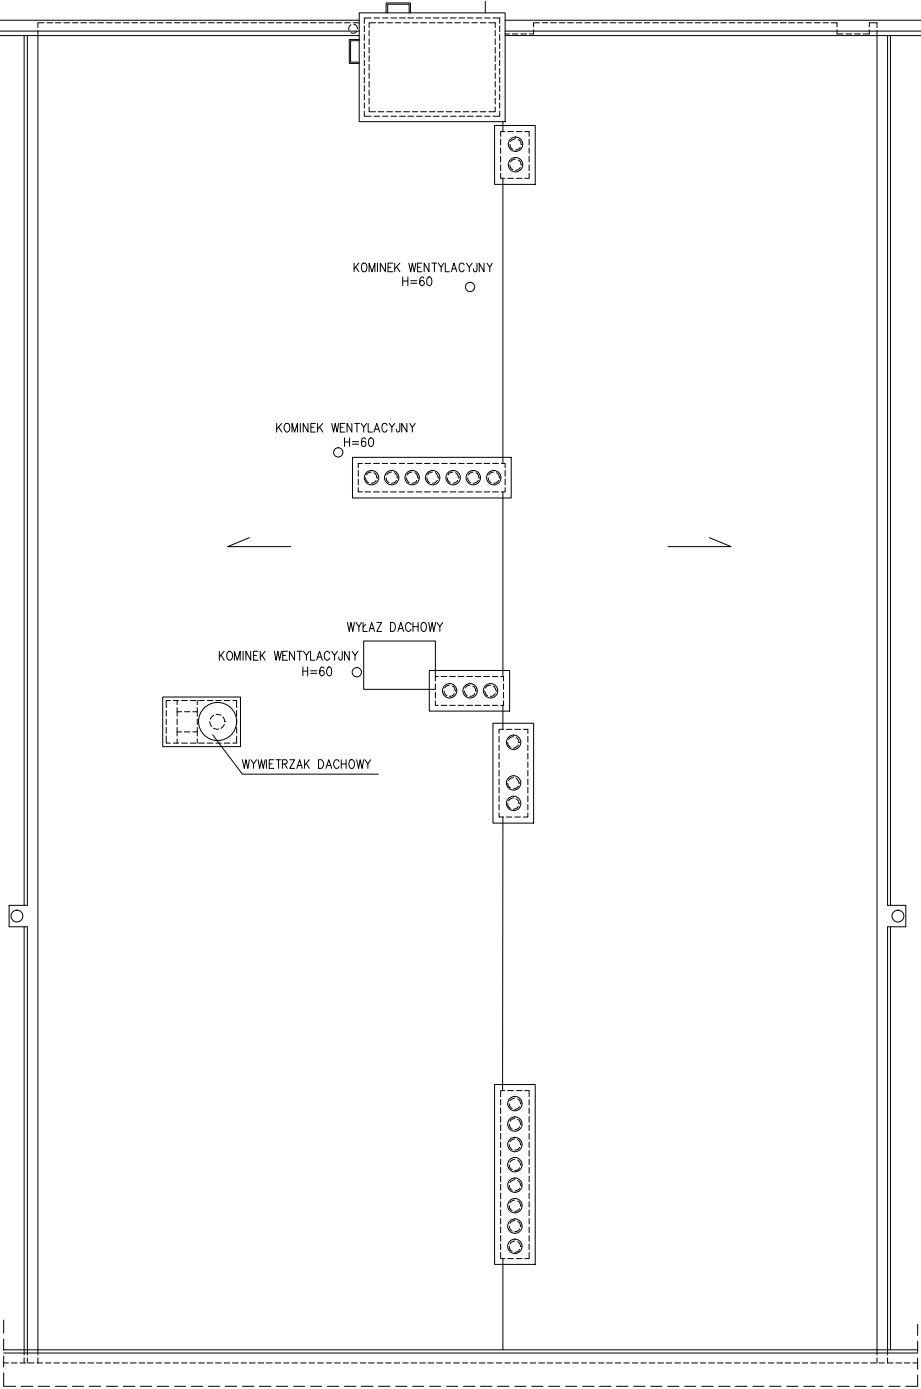 KOMINEK WENTYLACYJNY
H=60
KOMINEK WENTYLACYJNY
H=60
WYŁAZ DACHOWY
KOMINEK WENTYLACYJNY
H=60
WYWIETRZAK DACHOWY